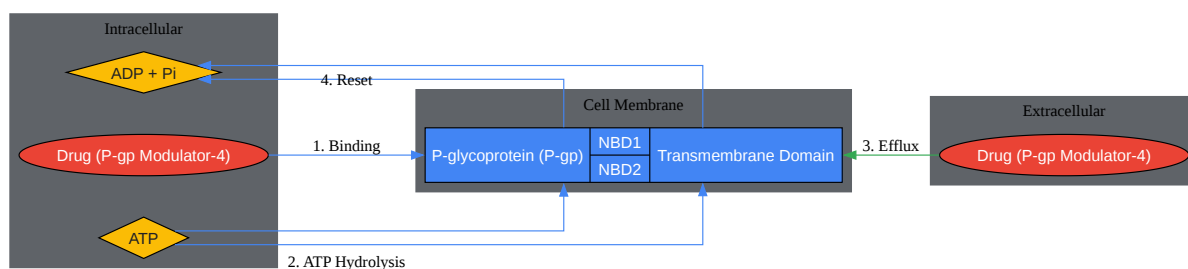 Intracellular
ADP + Pi
4. Reset
Cell Membrane
Extracellular
Drug (P-gp Modulator-4)
1. Binding
P-glycoprotein (P-gp)
NBD1
NBD2
Transmembrane Domain
3. Efflux
Drug (P-gp Modulator-4)
ATP
2. ATP Hydrolysis